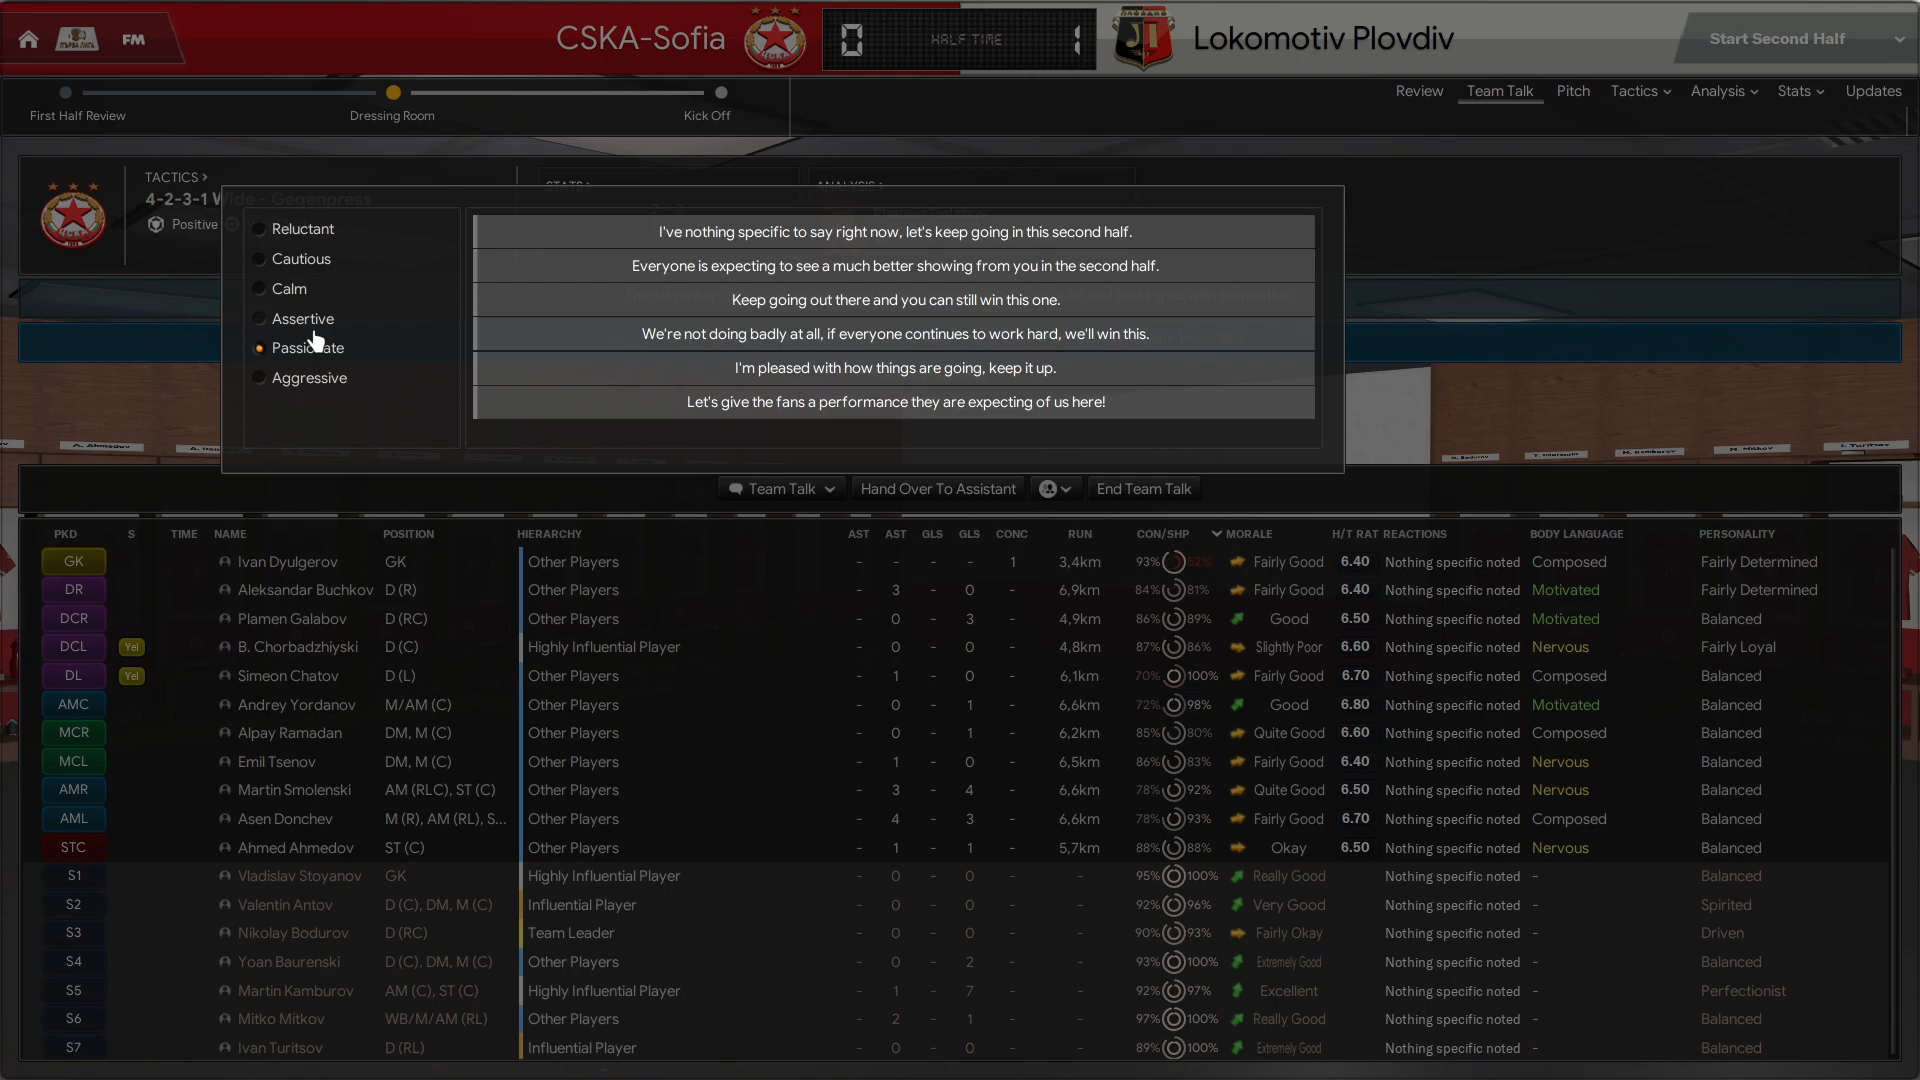 FM
CSKA-Sofia
0 HALF TIME 1
Lokomotiv Plovdiv
Start Second Half
First Half Review
Dressing Room
Kick Off
Review Team Talk Pitch Tactics Analysis Stats Updates
TACTICS >
4-2-3-1 Wide - Gegenpress
Positive
Reluctant
Cautious
Calm
Assertive
Passionate
Aggressive
I've nothing specific to say right now, let's keep going in this second half.
Everyone is expecting to see a much better showing from you in the second half.
Keep going out there and you can still win this one.
We're not doing badly at all, if everyone continues to work hard, we'll win this.
I'm pleased with how things are going, keep it up.
Let's give the fans a performance they are expecting of us here!
Team Talk Hand Over To Assistant End Team Talk
PKD S TIME NAME POSITION HIERARCHY AST AST GLS GLS CONC RUN CON/SHP MORALE H/T RAT REACTIONS BODY LANGUAGE PERSONALITY
GK Ivan Dyulgerov GK Other Players - - - - 1 3,4km 93% 52% Fairly Good 6.40 Nothing specific noted Composed Fairly Determined
DR Aleksandar Buchkov D (R) Other Players - 3 - 0 - 6,9km 84% 81% Fairly Good 6.40 Nothing specific noted Motivated Fairly Determined
DCR Plamen Galabov D (RC) Other Players - 0 - 3 - 4,9km 86% 89% Good 6.50 Nothing specific noted Motivated Balanced
DCL Yel B. Chorbadzhiyski D (C) Highly Influential Player - 0 - 0 - 4,8km 87% 86% Slightly Poor 6.60 Nothing specific noted Nervous Fairly Loyal
DL Yel Simeon Chatov D (L) Other Players - 1 - 0 - 6,1km 70% 100% Fairly Good 6.70 Nothing specific noted Composed Balanced
AMC Andrey Yordanov M/AM (C) Other Players - 0 - 1 - 6,6km 72% 98% Good 6.80 Nothing specific noted Motivated Balanced
MCR Alpay Ramadan DM, M (C) Other Players - 0 - 1 - 6,2km 85% 80% Quite Good 6.60 Nothing specific noted Composed Balanced
MCL Emil Tsenov DM, M (C) Other Players - 1 - 0 - 6,5km 86% 83% Fairly Good 6.40 Nothing specific noted Nervous Balanced
AMR Martin Smolenski AM (RLC), ST (C) Other Players - 3 - 4 - 6,6km 78% 92% Quite Good 6.50 Nothing specific noted Nervous Balanced
AML Asen Donchev M (R), AM (RL), S... Other Players - 4 - 3 - 6,6km 78% 93% Fairly Good 6.70 Nothing specific noted Composed Balanced
STC Ahmed Ahmedov ST (C) Other Players - 1 - 1 - 5,7km 88% 88% Okay 6.50 Nothing specific noted Nervous Balanced
S1 Vladislav Stoyanov GK Highly Influential Player - 0 - 0 - - 95% 100% Really Good Nothing specific noted - Balanced
S2 Valentin Antov D (C), DM, M (C) Influential Player - 0 - 0 - - 92% 96% Very Good Nothing specific noted - Spirited
S3 Nikolay Bodurov D (RC) Team Leader - 0 - 0 - - 90% 93% Fairly Okay Nothing specific noted - Driven
S4 Yoan Baurenski D (C), DM, M (C) Other Players - 0 - 2 - - 93% 100% Extremely Good Nothing specific noted - Balanced
S5 Martin Kamburov AM (C), ST (C) Highly Influential Player - 1 - 7 - - 92% 97% Excellent Nothing specific noted - Perfectionist
S6 Mitko Mitkov WB/M/AM (RL) Other Players - 2 - 1 - - 97% 100% Really Good Nothing specific noted - Balanced
S7 Ivan Turitsov D (RL) Influential Player - 0 - 0 - - 89% 100% Extremely Good Nothing specific noted - Balanced